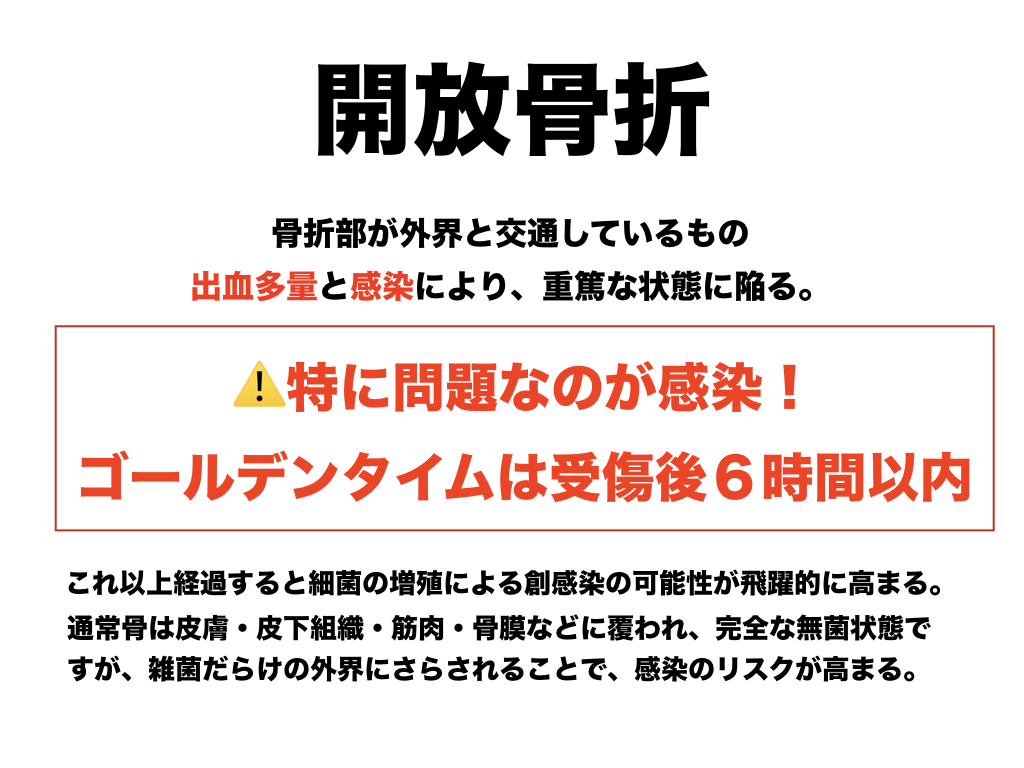 開放骨折
骨折部が外界と交通しているもの
出血多量と感染により、重篤な状態に陥る。
⚠️特に問題なのが感染！
ゴールデンタイムは受傷後６時間以内
これ以上経過すると細菌の増殖による創感染の可能性が飛躍的に高まる。
通常骨は皮膚・皮下組織・筋肉・骨膜などに覆われ、完全な無菌状態で
すが、雑菌だらけの外界にさらされることで、感染のリスクが高まる。